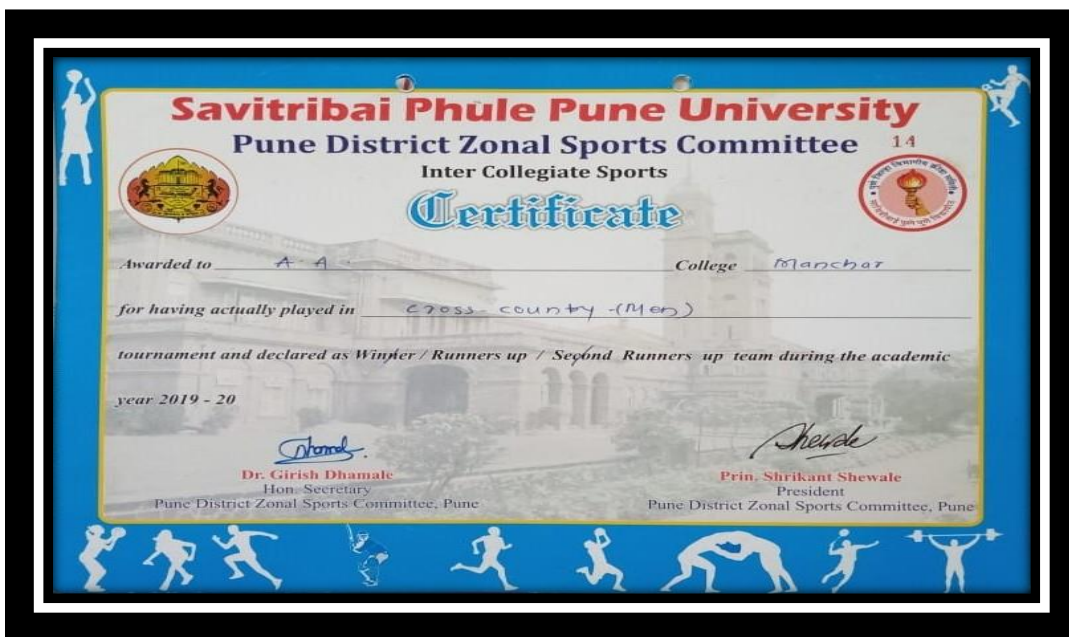 Savitribai Phule Pune University
Pune District Zonal Sports Committee 14
Inter Collegiate Sports
Certificate
Awarded to A. A. College Manchar
for having actually played in cross-county -(Men)
tournament and declared as Winner / Runners up / Second Runners up team during the academic
year 2019 - 20
Dr. Girish Dhamale
Hon. Secretary
Pune District Zonal Sports Committee, Pune
Shewale
Prin. Shrikant Shewale
President
Pune District Zonal Sports Committee, Pune